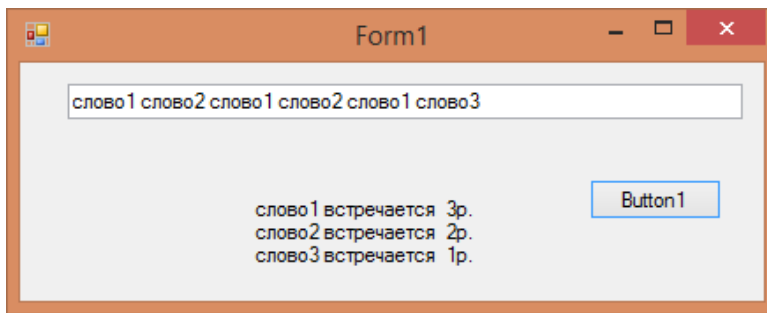 Form1
слово1 слово2 слово1 слово2 слово1 слово3
Button1
слово1 встречается  3р.
слово2 встречается  2р.
слово3 встречается  1р.